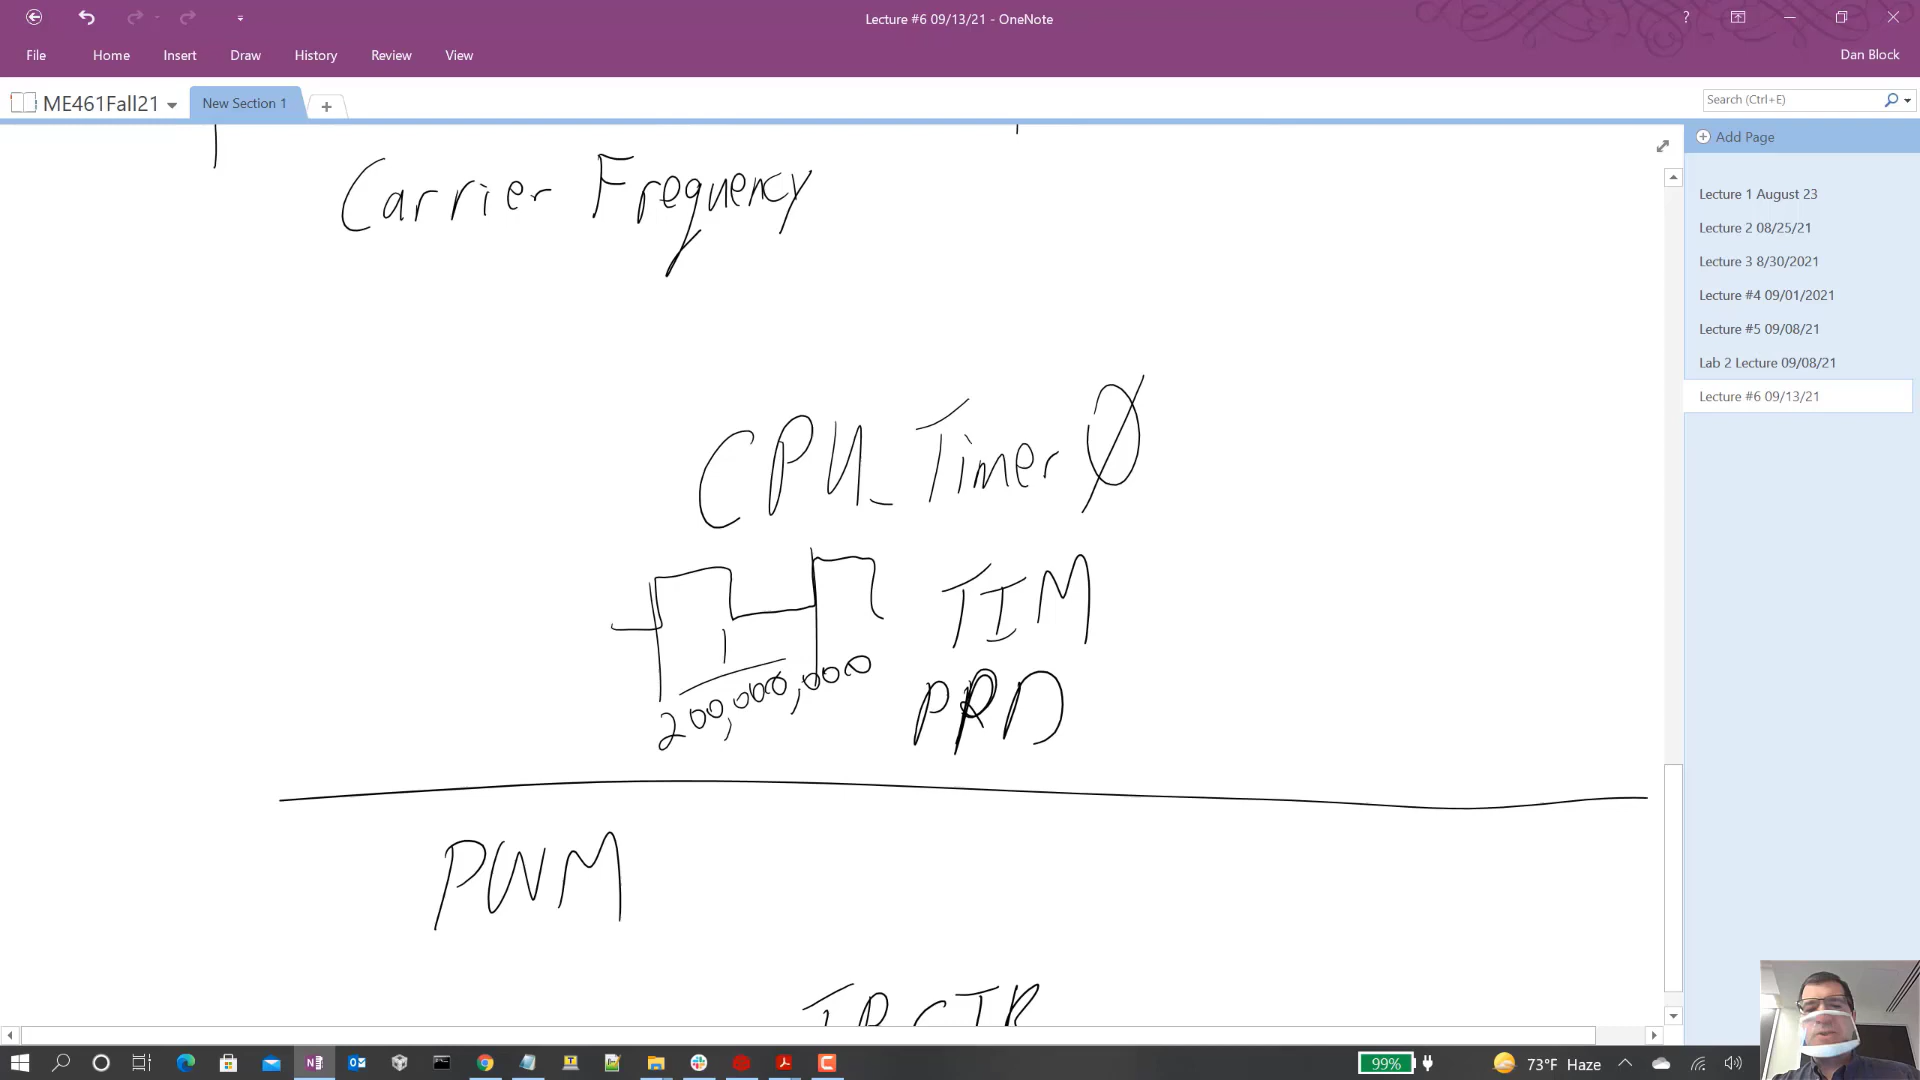 Lecture #6 09/13/21 - OneNote
?
File Home Insert Draw History Review View
Dan Block
ME461Fall21
New Section 1
Search (Ctrl+E)
Add Page
Lecture 1 August 23
Lecture 2 08/25/21
Lecture 3 8/30/2021
Lecture #4 09/01/2021
Lecture #5 09/08/21
Lab 2 Lecture 09/08/21
Lecture #6 09/13/21
Carrier Frequency
CPU_Timer0
TIM
1
200,000,000
PRD
PWM
99%
73°F Haze